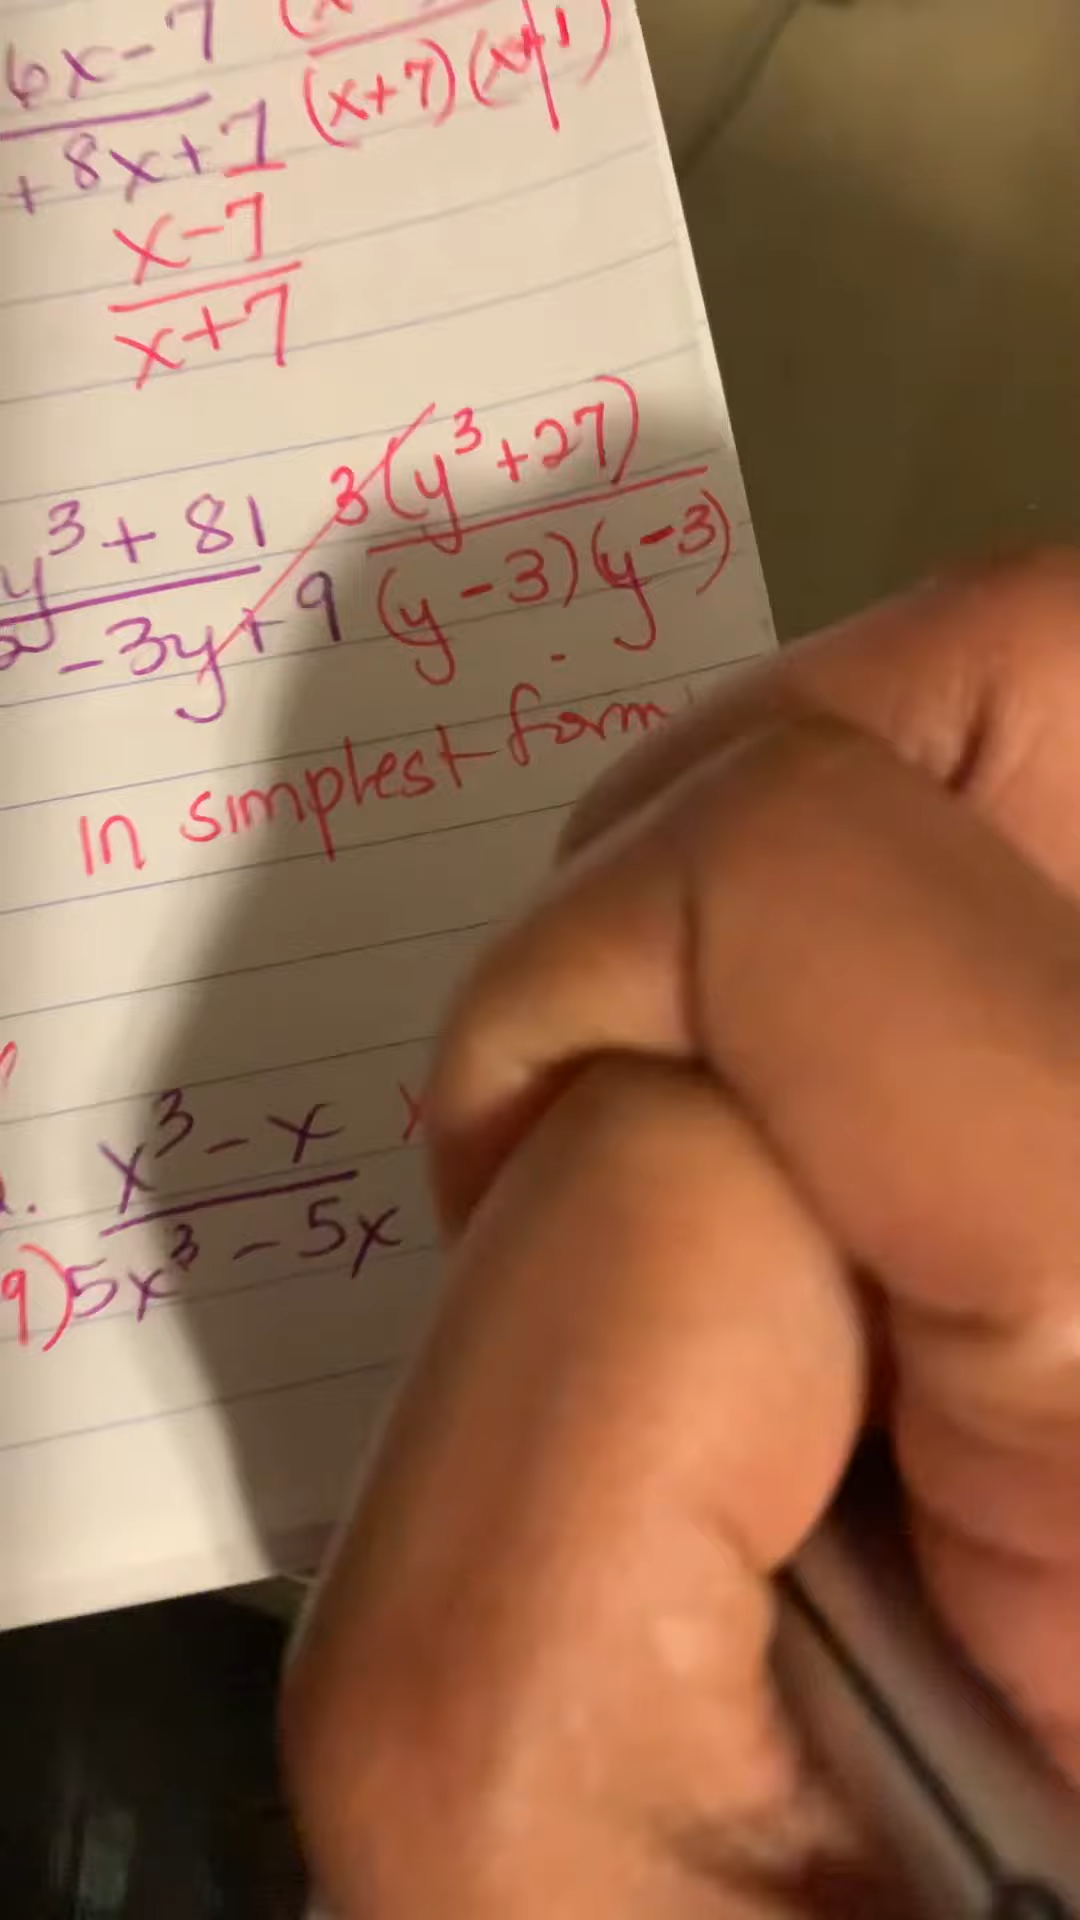 6x-7 (x
+8x+7 (x+7)(x+1)
x-7
x+7
y³+81 3(y³+27)
-3y+9 (y-3)(y-3)
in simplest form
x³-x x
9) 5x³-5x